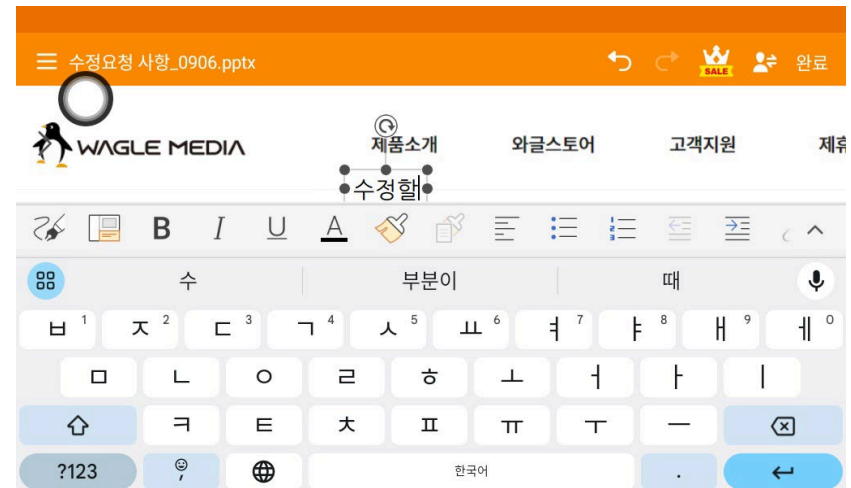 수정요청 사항_0906.pptx
SALE
완료
WAGLE MEDIA
제품소개 와글스토어 고객지원 제휴
수정할
B I U A
수 부분이 때
ㅂ 1 ㅈ 2 ㄷ 3 ㄱ 4 ㅅ 5 ㅛ 6 ㅕ 7 ㅑ 8 ㅐ 9 ㅔ 0
ㅁ ㄴ ㅇ ㄹ ㅎ ㅗ ㅓ ㅏ ㅣ
ㅋ ㅌ ㅊ ㅍ ㅠ ㅜ ㅡ
?123 , 한국어 .